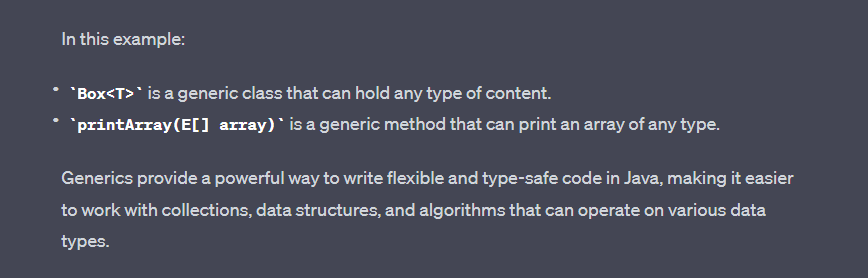 In this example:
• `Box<T>` is a generic class that can hold any type of content.
• `printArray(E[] array)` is a generic method that can print an array of any type.
Generics provide a powerful way to write flexible and type-safe code in Java, making it easier
to work with collections, data structures, and algorithms that can operate on various data
types.